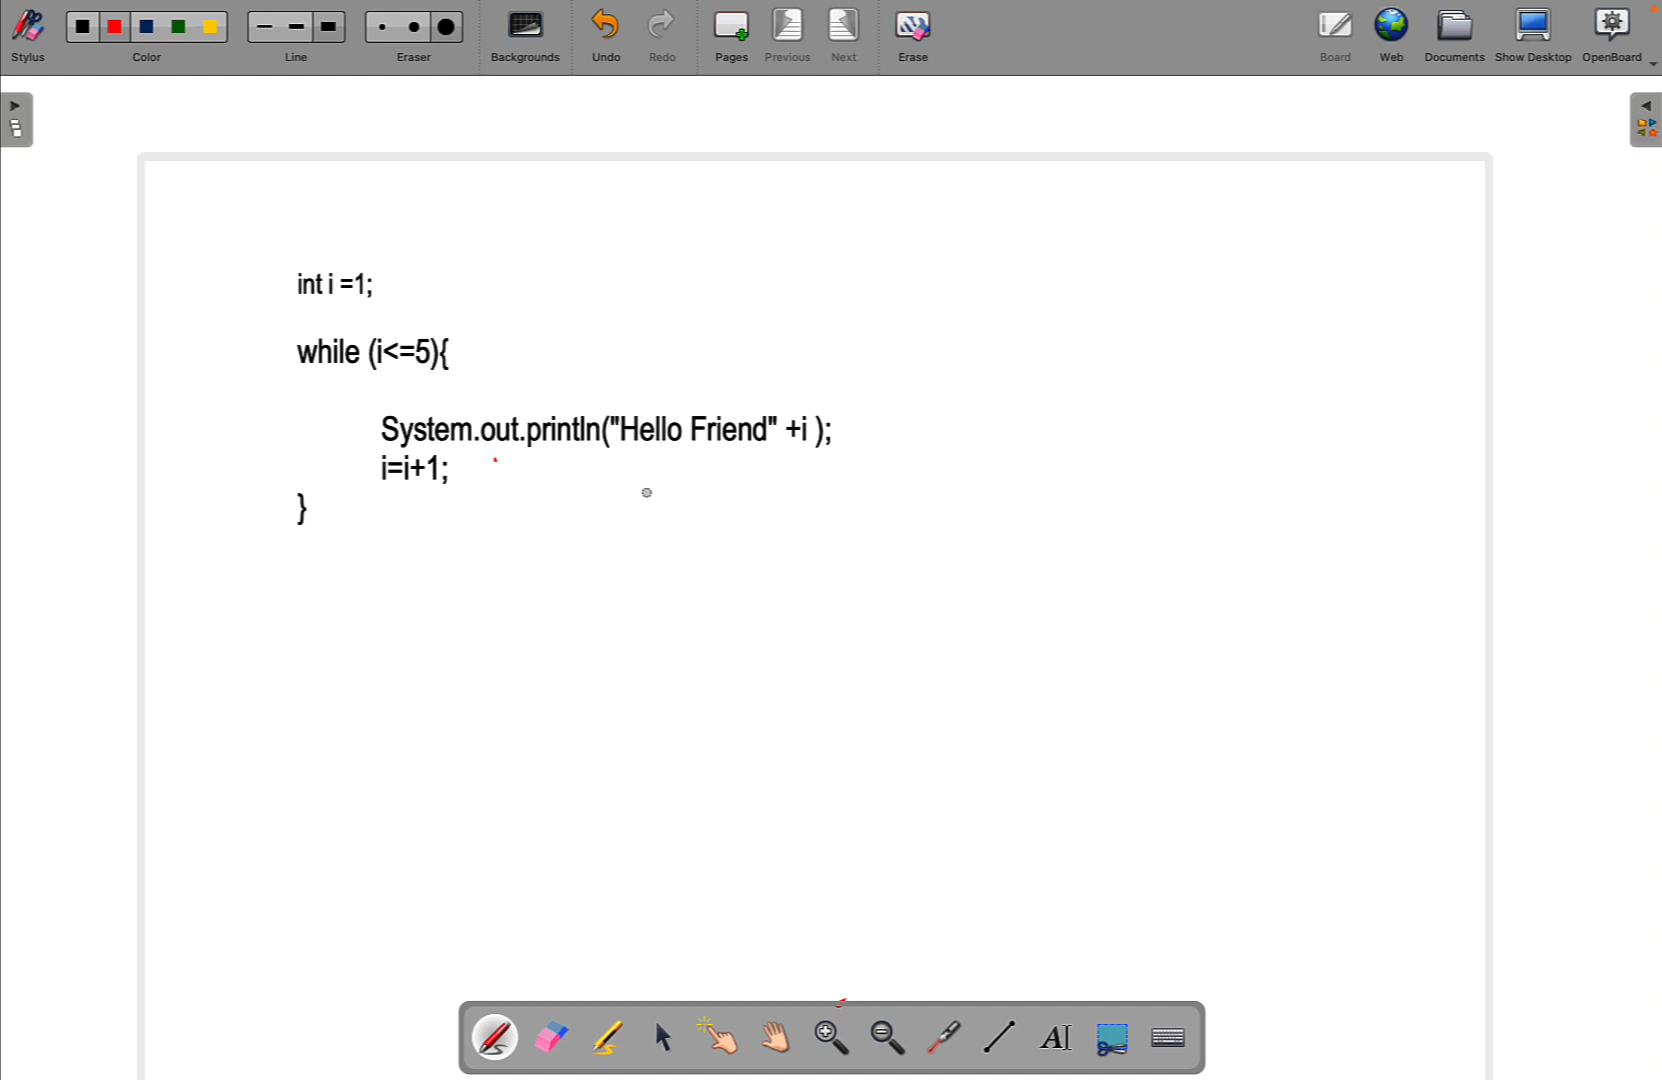 Stylus Color Line Eraser Backgrounds Undo Redo Pages Previous Next Erase Board Web Documents Show Desktop OpenBoard
int i =1;
while (i<=5){
System.out.println("Hello Friend" +i );
i=i+1;
}
AI